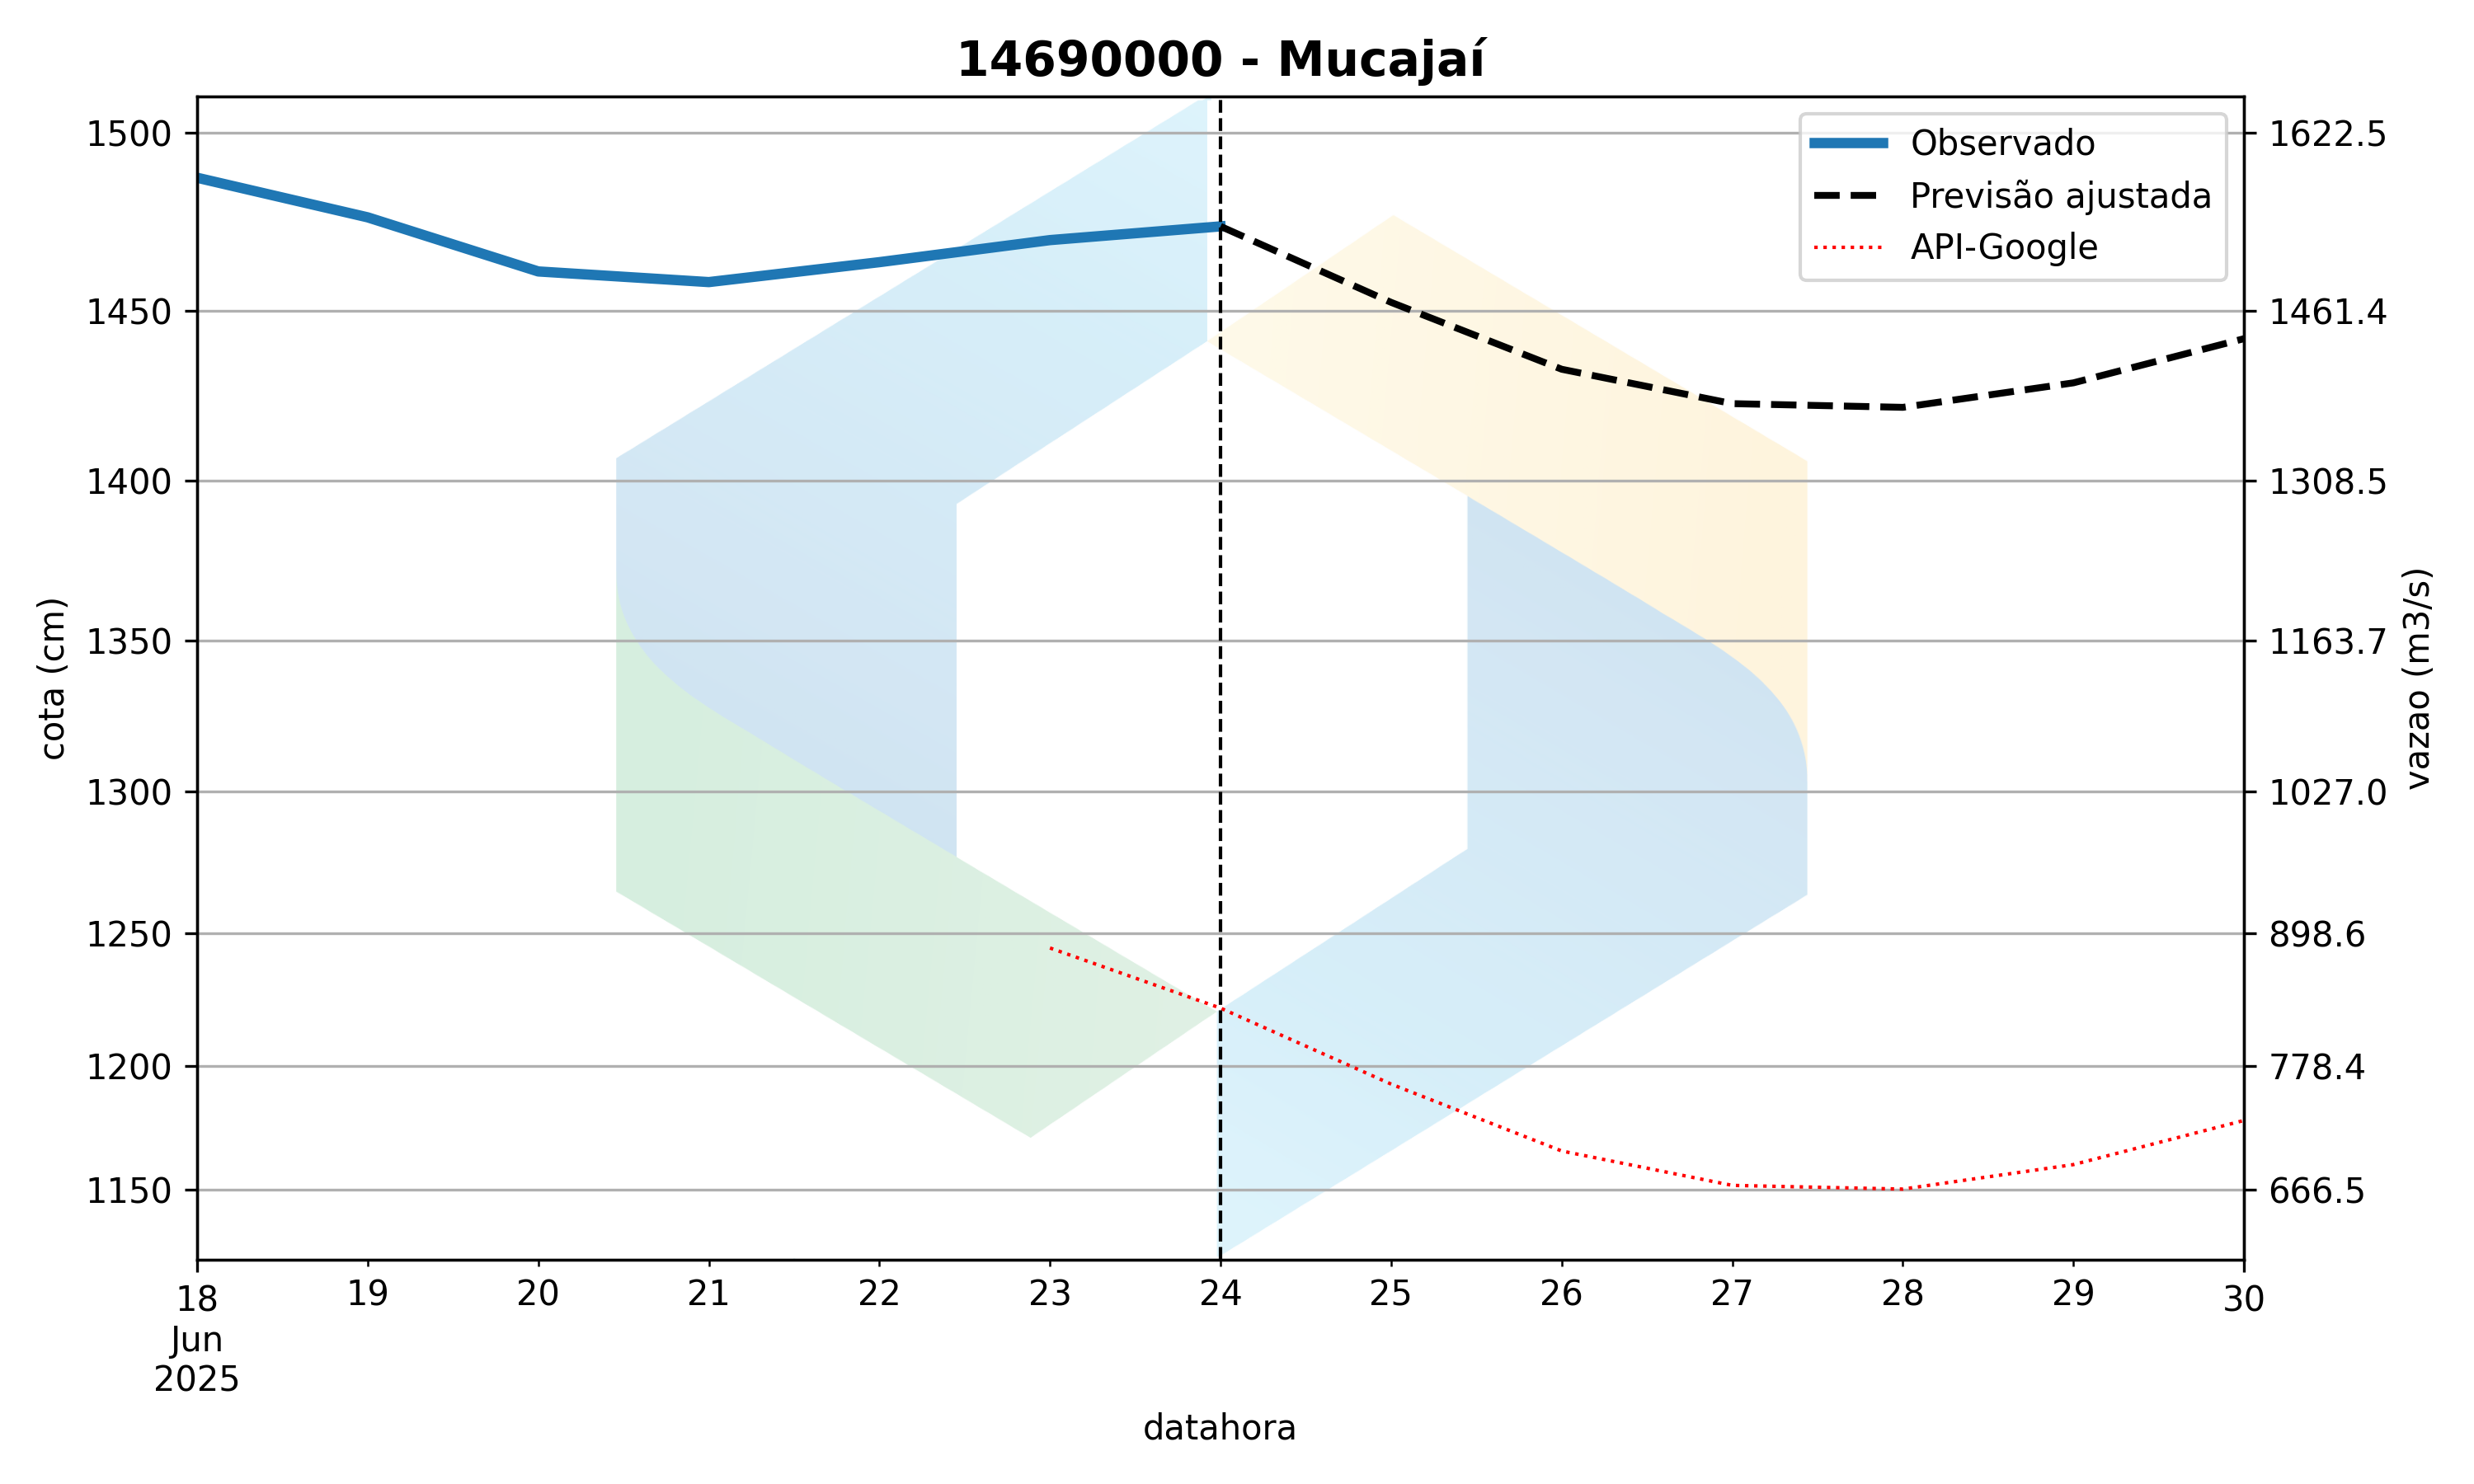 14690000 - Mucajaí
Observado
Previsão ajustada
API-Google
cota (cm)
1500
1450
1400
1350
1300
1250
1200
1150
1622.5
1461.4
1308.5
1163.7
1027.0
898.6
778.4
666.5
vazao (m3/s)
18 19 20 21 22 23 24 25 26 27 28 29 30
Jun
2025
datahora